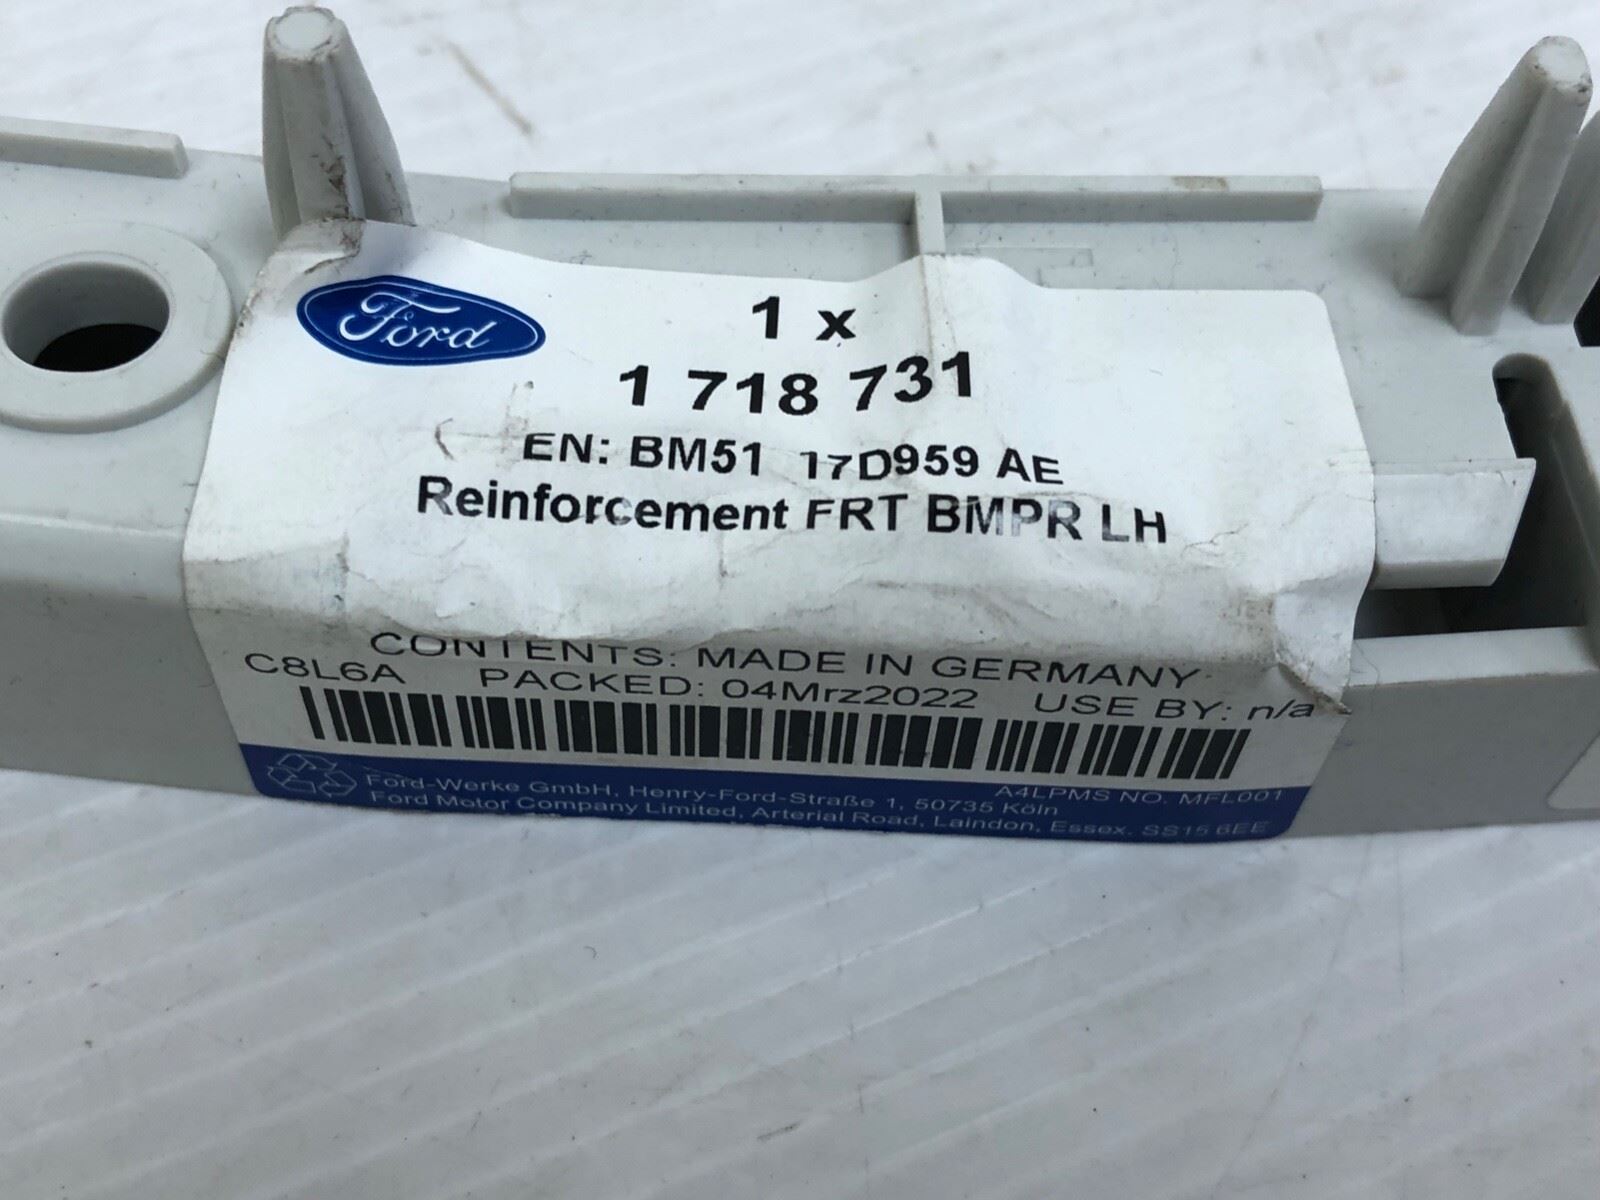 Ford
1 x
1 718 731
EN: BM51 17D959 AE
Reinforcement FRT BMPR LH
CONTENTS: MADE IN GERMANY
C8L6A PACKED: 04Mrz2022 USE BY: n/a
A4LPMS NO. MFL001
Ford-Werke GmbH, Henry-Ford-Straße 1, 50735 Köln
Ford Motor Company Limited, Arterial Road, Laindon, Essex. SS15 6EE